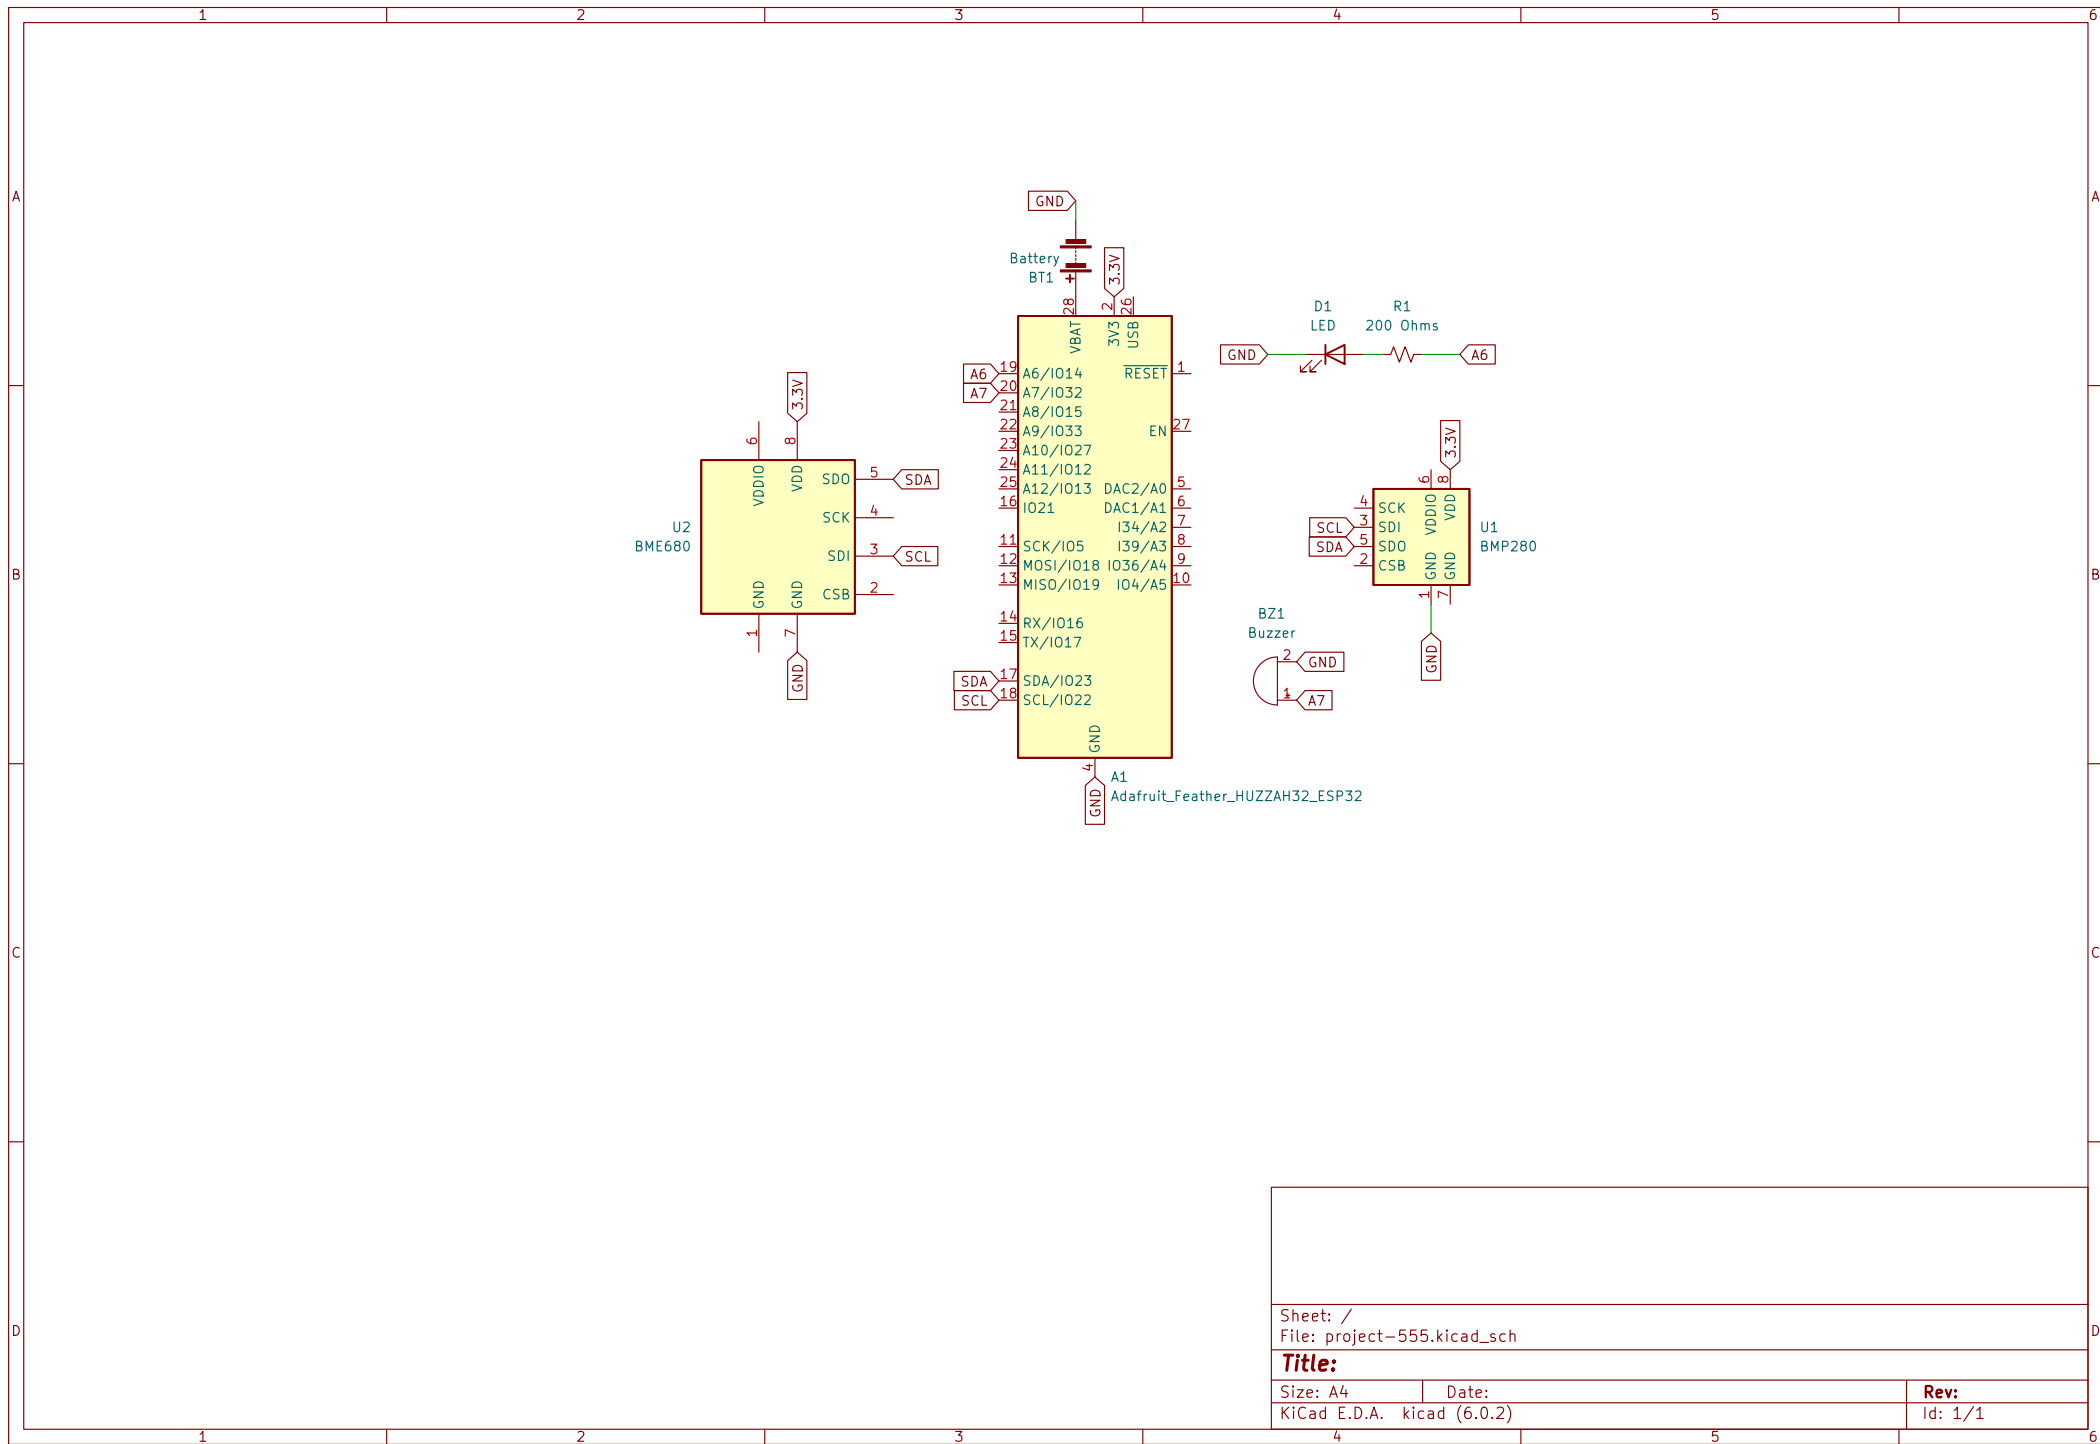 1 2 3 4 5 6
A A
GND
Battery
BT1
+
3.3V
28 2 26
VBAT 3V3 USB
D1
LED
R1
200 Ohms
GND
A6
A6 19 A6/IO14
A7 20 A7/IO32
21 A8/IO15
22 A9/IO33
23 A10/IO27
24 A11/IO12
25 A12/IO13
16 IO21
11 SCK/IO5
12 MOSI/IO18
13 MISO/IO19
14 RX/IO16
15 TX/IO17
SDA 17 SDA/IO23
SCL 18 SCL/IO22
RESET 1
EN 27
DAC2/A0 5
DAC1/A1 6
I34/A2 7
I39/A3 8
IO36/A4 9
IO4/A5 10
GND
4
GND
A1
Adafruit_Feather_HUZZAH32_ESP32
3.3V
6 8
VDDIO VDD
SDO 5 SDA
SCK 4
SDI 3 SCL
CSB 2
U2
BME680
GND GND
1 7
GND
3.3V
6 8
VDDIO VDD
4 SCK
SCL 3 SDI
SDA 5 SDO
2 CSB
U1
BMP280
GND GND
1 7
GND
BZ1
Buzzer
2 GND
1 A7
B B
C C
D D
Sheet: /
File: project-555.kicad_sch
Title:
Size: A4 Date: Rev:
KiCad E.D.A. kicad (6.0.2) Id: 1/1
1 2 3 4 5 6